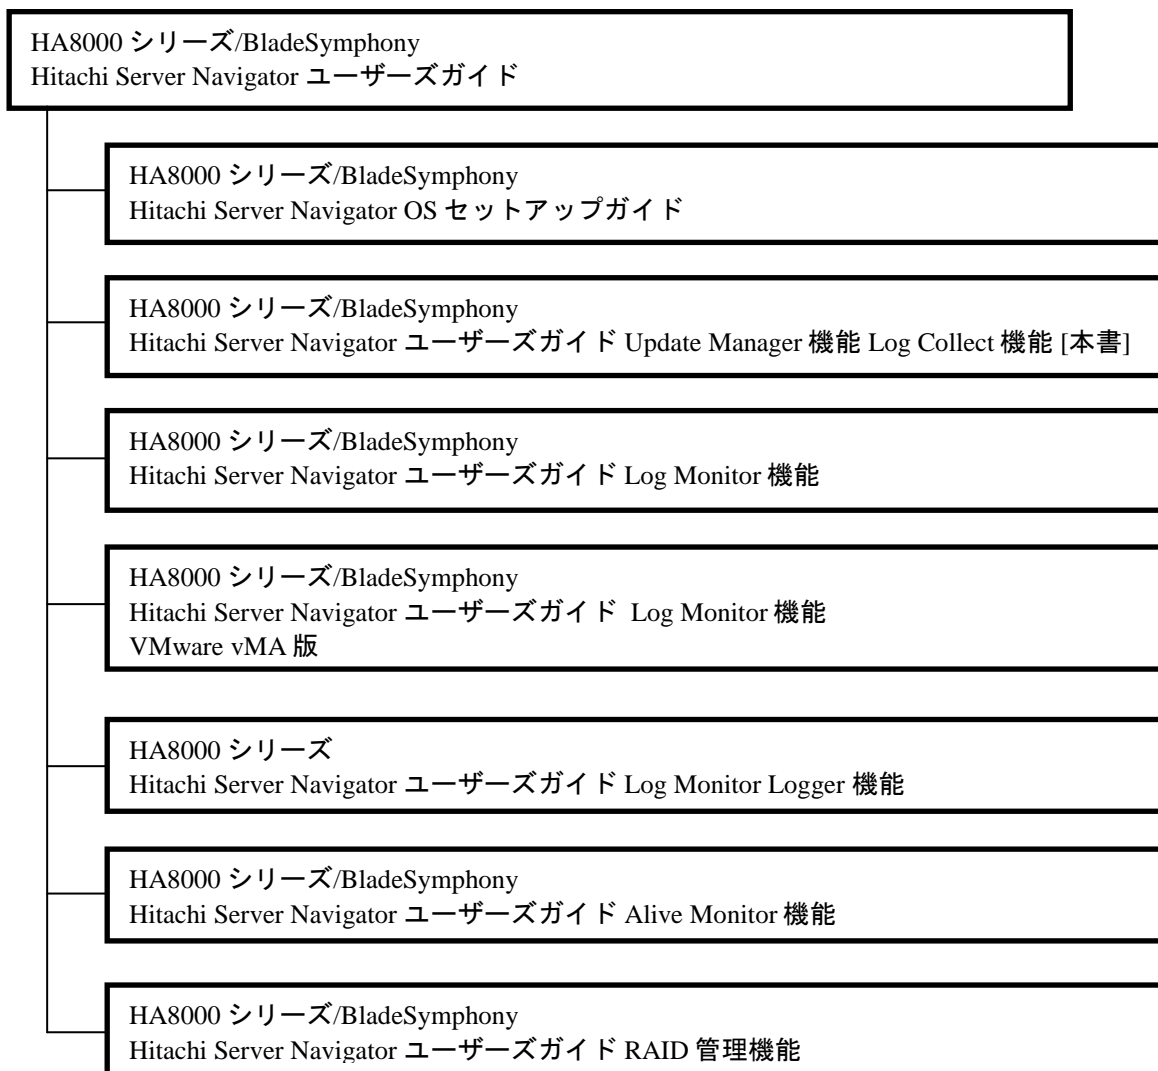 HA8000 シリーズ/BladeSymphony
Hitachi Server Navigator ユーザーズガイド
HA8000 シリーズ/BladeSymphony
Hitachi Server Navigator OS セットアップガイド
HA8000 シリーズ/BladeSymphony
Hitachi Server Navigator ユーザーズガイド Update Manager 機能 Log Collect 機能 [本書]
HA8000 シリーズ/BladeSymphony
Hitachi Server Navigator ユーザーズガイド Log Monitor 機能
HA8000 シリーズ/BladeSymphony
Hitachi Server Navigator ユーザーズガイド Log Monitor 機能
VMware vMA 版
HA8000 シリーズ
Hitachi Server Navigator ユーザーズガイド Log Monitor Logger 機能
HA8000 シリーズ/BladeSymphony
Hitachi Server Navigator ユーザーズガイド Alive Monitor 機能
HA8000 シリーズ/BladeSymphony
Hitachi Server Navigator ユーザーズガイド RAID 管理機能